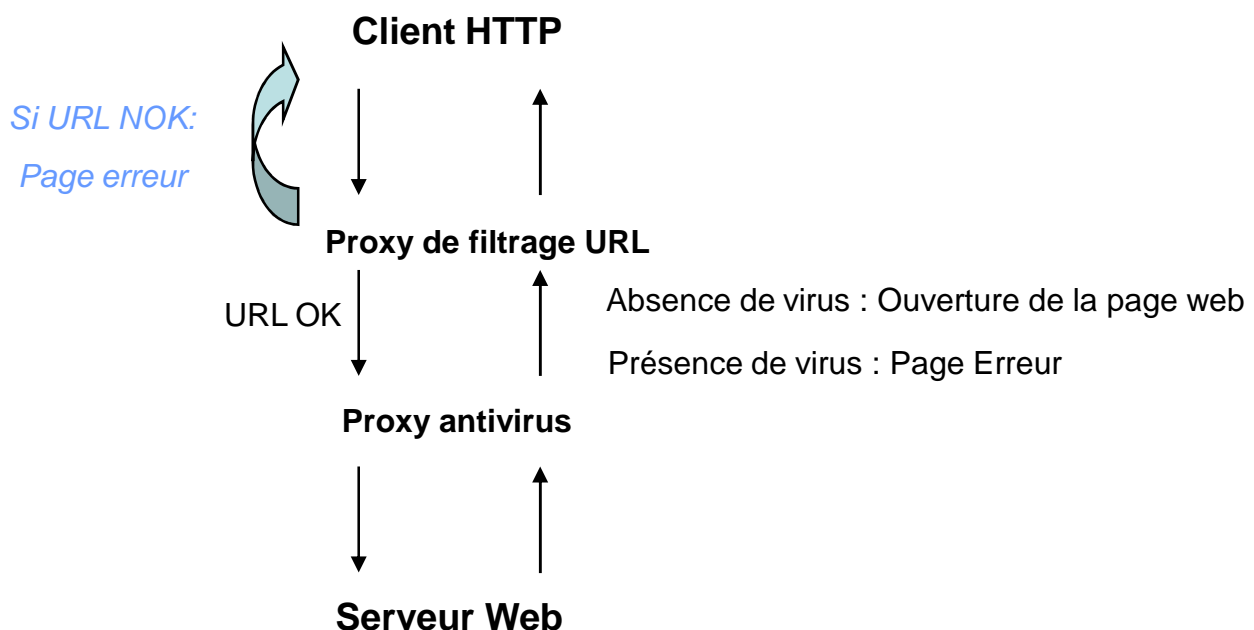 Client HTTP
Si URL NOK:
Page erreur
Proxy de filtrage URL
URL OK
Absence de virus : Ouverture de la page web
Présence de virus : Page Erreur
Proxy antivirus
Serveur Web